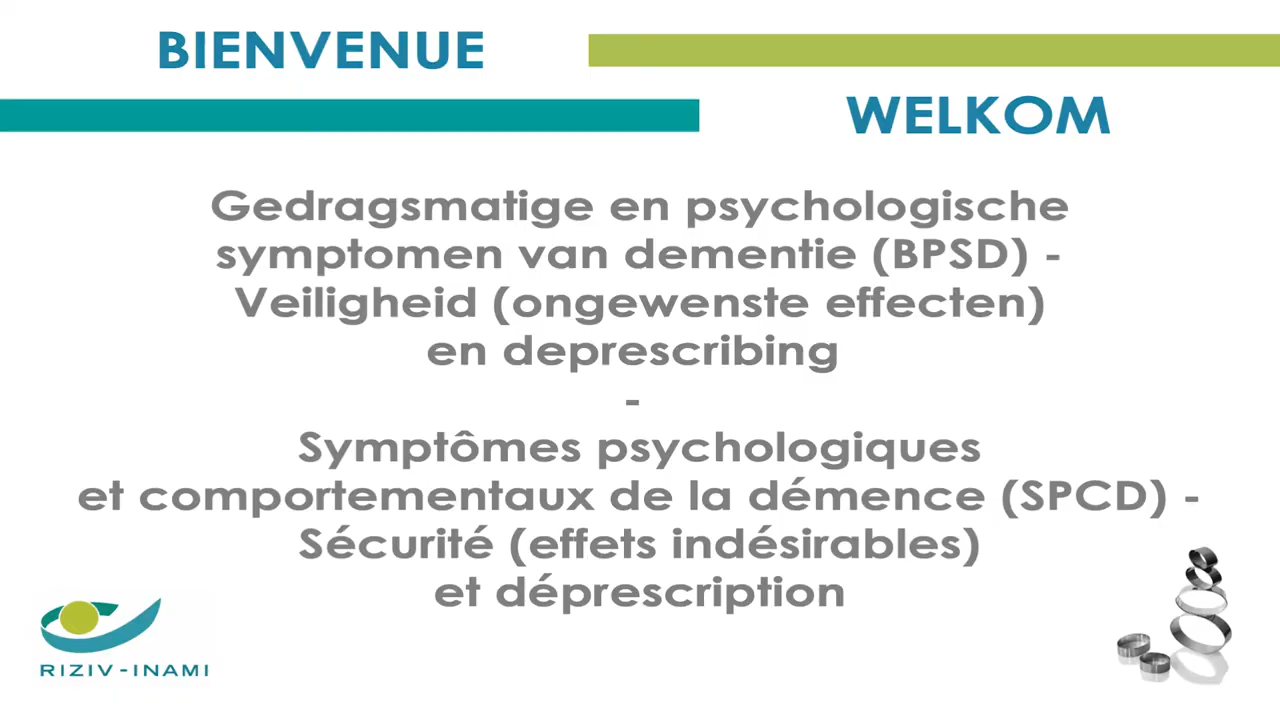 BIENVENUE
WELKOM
Gedragsmatige en psychologische
symptomen van dementie (BPSD) -
Veiligheid (ongewenste effecten)
en deprescribing
-
Symptômes psychologiques
et comportementaux de la démence (SPCD) -
Sécurité (effets indésirables)
et déprescription
RIZIV-INAMI